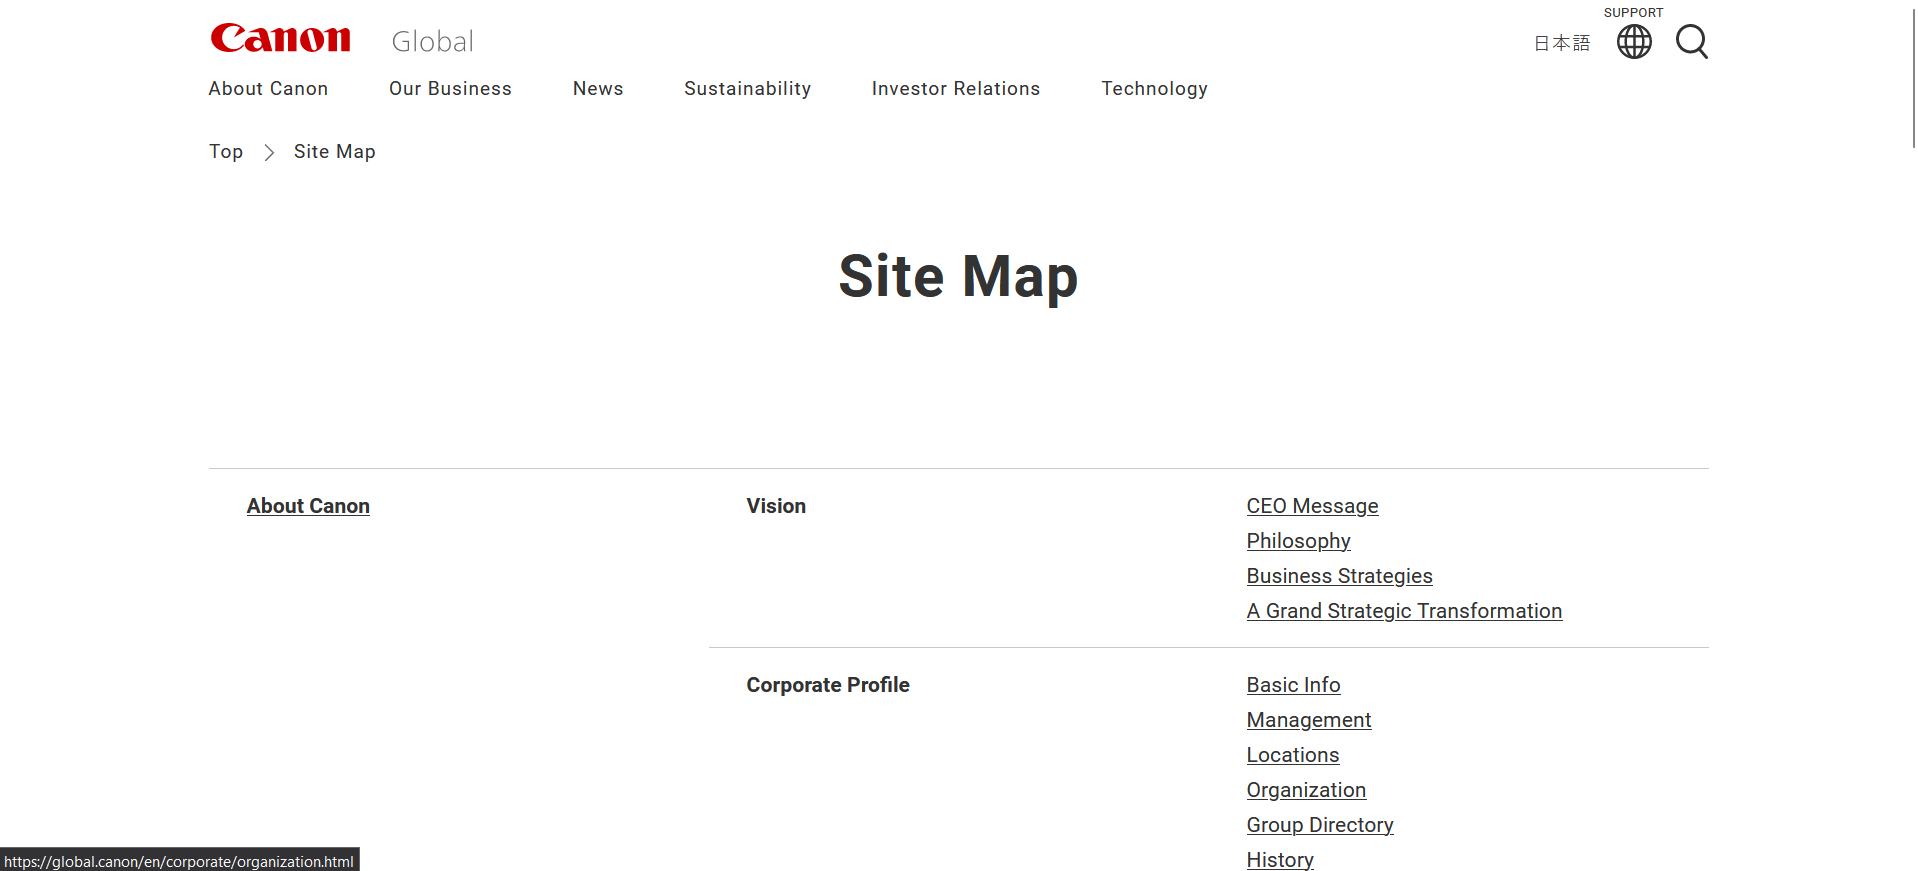 Canon Global
SUPPORT
日本語
About Canon Our Business News Sustainability Investor Relations Technology
Top Site Map
Site Map
About Canon
Vision
CEO Message
Philosophy
Business Strategies
A Grand Strategic Transformation
Corporate Profile
Basic Info
Management
Locations
Organization
Group Directory
History
https://global.canon/en/corporate/organization.html